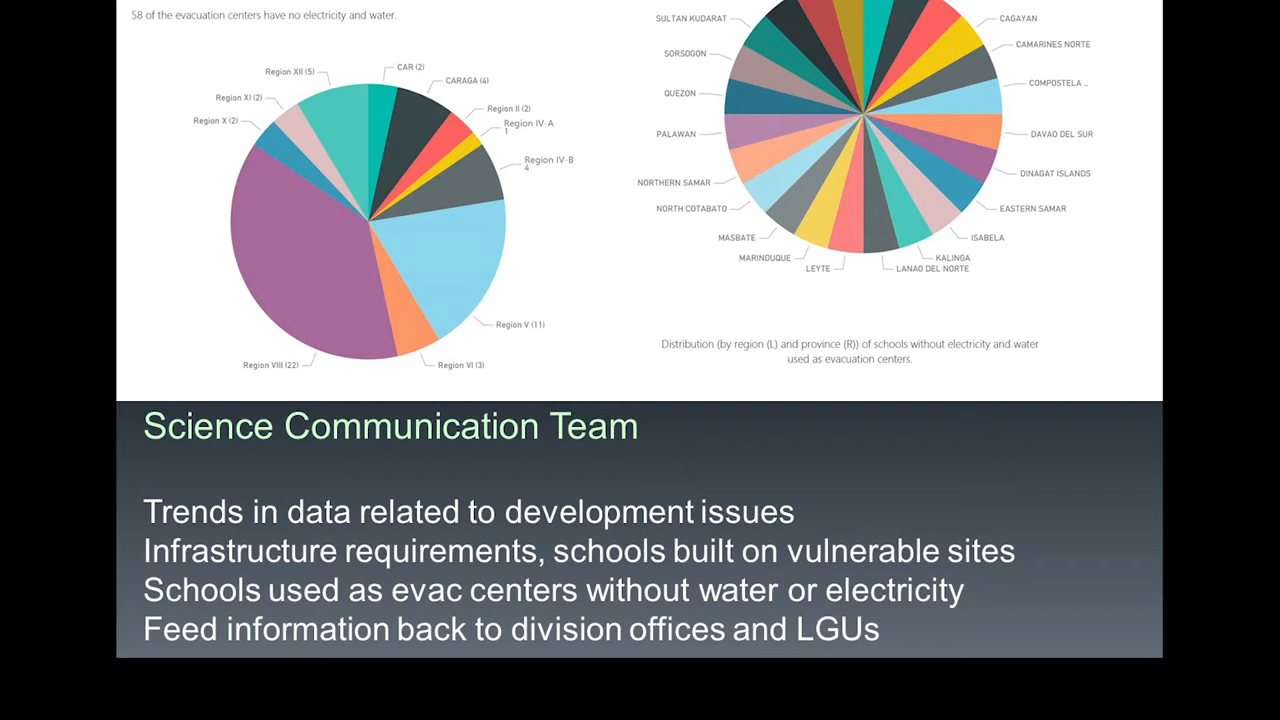 58 of the evacuation centers have no electricity and water.
Region XII (5)
CAR (2)
CARAGA (4)
Region XI (2)
Region II (2)
Region X (2)
Region IV-A
1
Region IV-B
4
Region V (11)
Region VIII (22)
Region VI (3)
SULTAN KUDARAT
CAGAYAN
CAMARINES NORTE
SORSOGON
COMPOSTELA ..
QUEZON
PALAWAN
DAVAO DEL SUR
DINAGAT ISLANDS
NORTHERN SAMAR
NORTH COTABATO
EASTERN SAMAR
MASBATE
ISABELA
MARINDUQUE
KALINGA
LEYTE
LANAO DEL NORTE
Distribution (by region (L) and province (R)) of schools without electricity and water
used as evacuation centers.
Science Communication Team
Trends in data related to development issues
Infrastructure requirements, schools built on vulnerable sites
Schools used as evac centers without water or electricity
Feed information back to division offices and LGUs